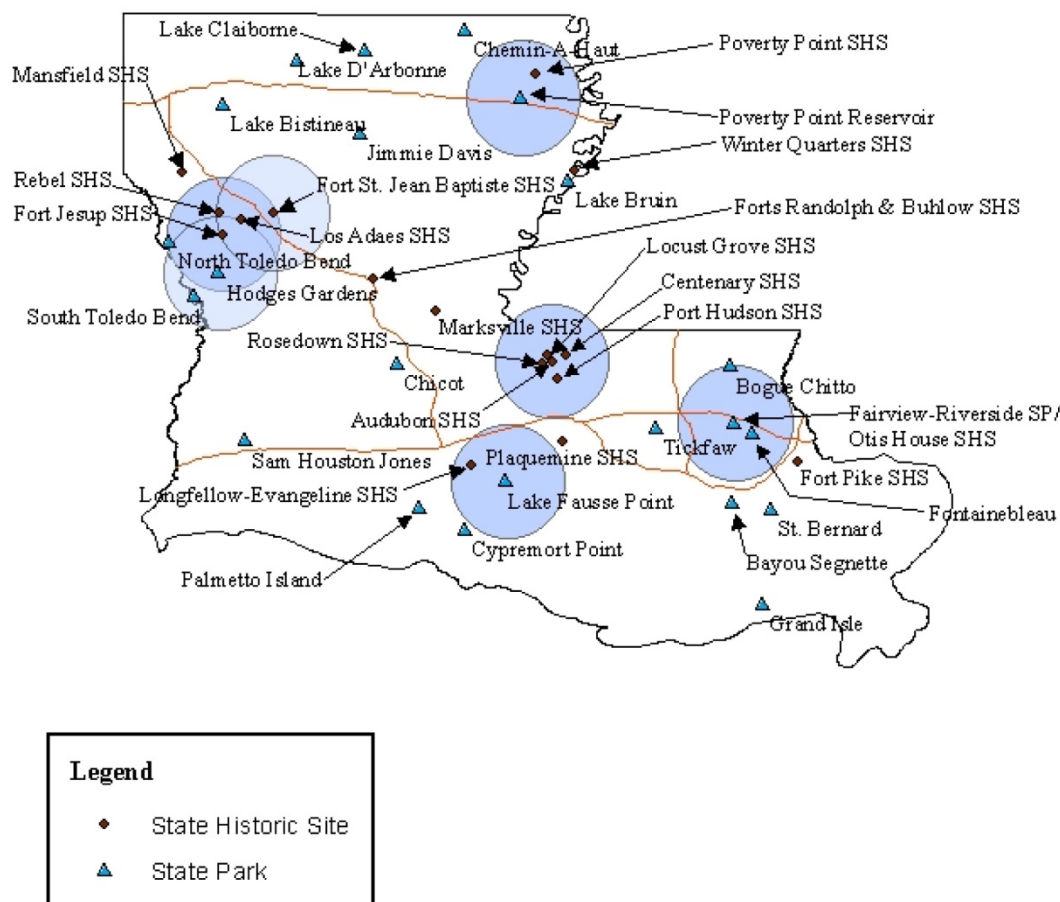 Lake Claiborne
Chemin-A-Haut
Poverty Point SHS
Mansfield SHS
Lake D'Arbonne
Lake Bistineau
Poverty Point Reservoir
Jimmie Davis
Winter Quarters SHS
Rebel SHS
Fort St. Jean Baptiste SHS
Lake Bruin
Fort Jesup SHS
Los Adaes SHS
Forts Randolph & Buhlow SHS
Locust Grove SHS
North Toledo Bend
Centenary SHS
Hodges Gardens
South Toledo Bend
Port Hudson SHS
Marksville SHS
Rosedown SHS
Chicot
Bogue Chitto
Audubon SHS
Fairview-Riverside SP/
Otis House SHS
Tickfaw
Sam Houston Jones
Plaquemine SHS
Fort Pike SHS
Longfellow-Evangeline SHS
Lake Fausse Point
Fontainebleau
St. Bernard
Cypremort Point
Bayou Segnette
Palmetto Island
Grand Isle
Legend
State Historic Site
State Park